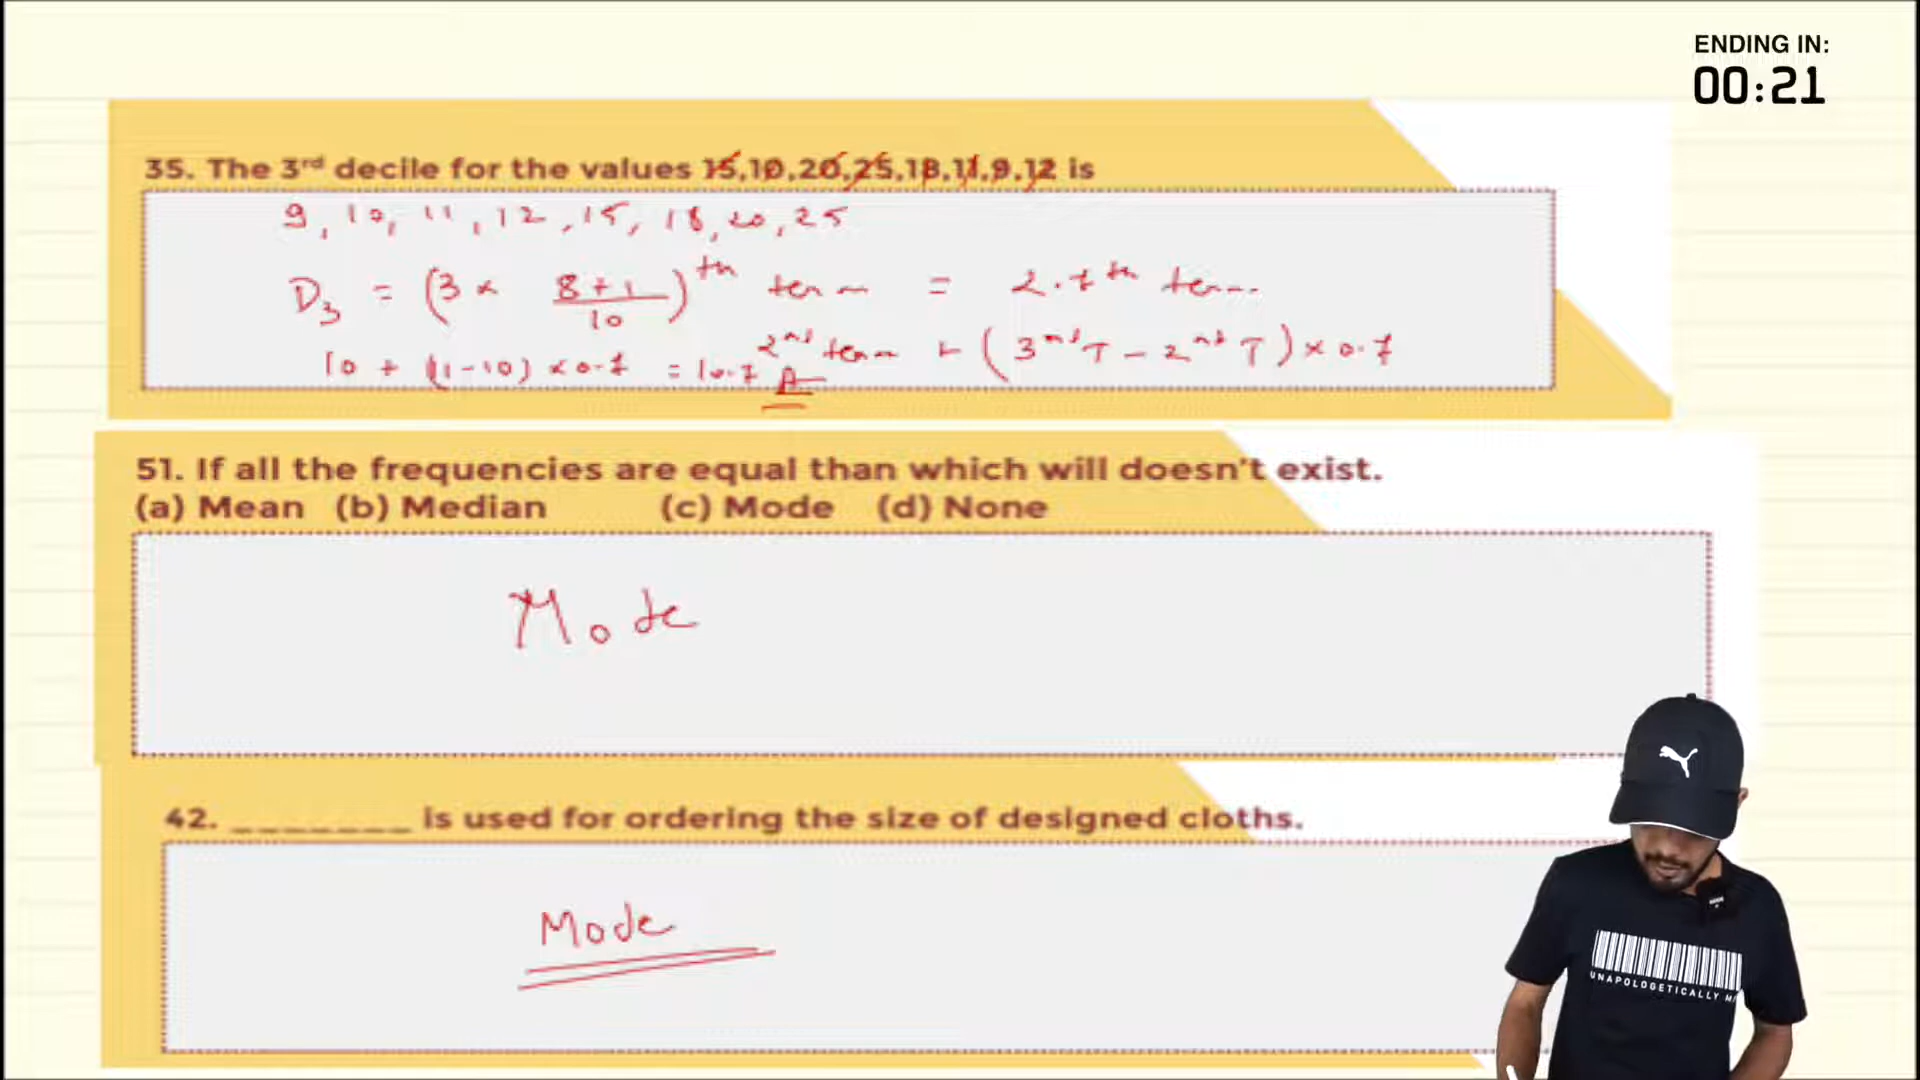 ENDING IN:
00:21
35. The 3rd decile for the values 15,10,20,25,18,11,9,12 is
9, 10, 11, 12, 15, 18, 20, 25
D3 = (3 × 8+1/10)th term = 2.7th term
2nd term + (3rd T - 2nd T) × 0.7
10 + (11-10) × 0.7 = 10.7 A
51. If all the frequencies are equal than which will doesn't exist.
(a) Mean (b) Median (c) Mode (d) None
Mode
42. _______ is used for ordering the size of designed cloths.
Mode
UNAPOLOGETICALLY M